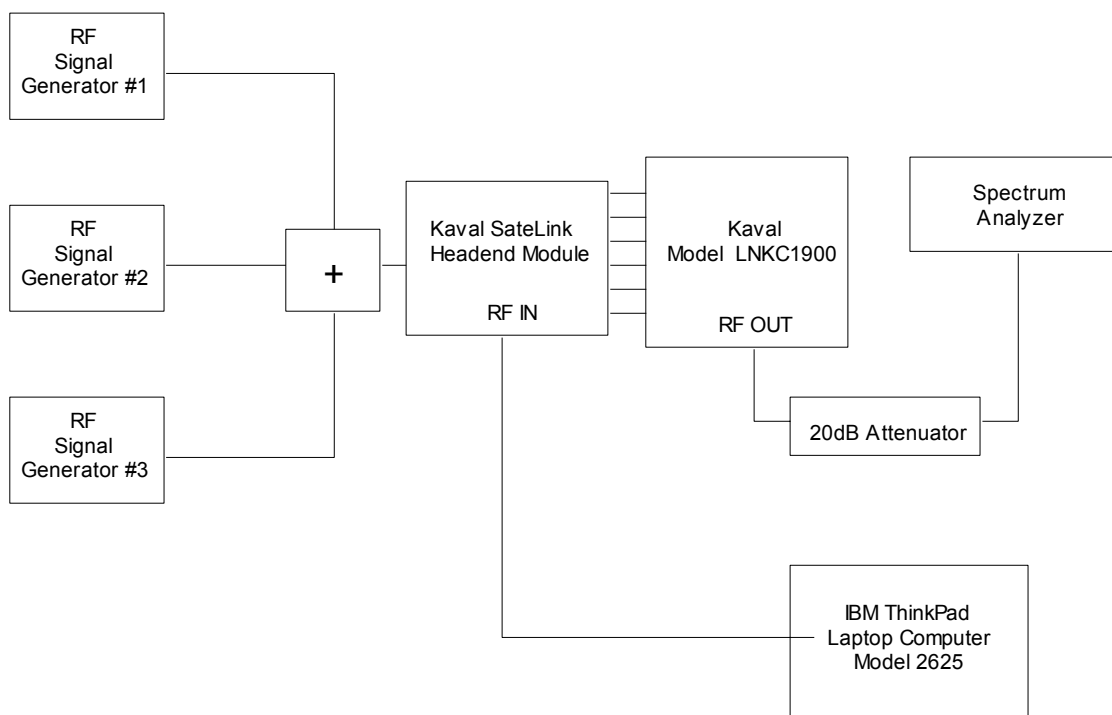 RF
Signal
Generator #1
RF
Signal
Generator #2
RF
Signal
Generator #3
+
Kaval SateLink
Headend Module
RF IN
Kaval
Model LNKC1900
RF OUT
Spectrum
Analyzer
20dB Attenuator
IBM ThinkPad
Laptop Computer
Model 2625